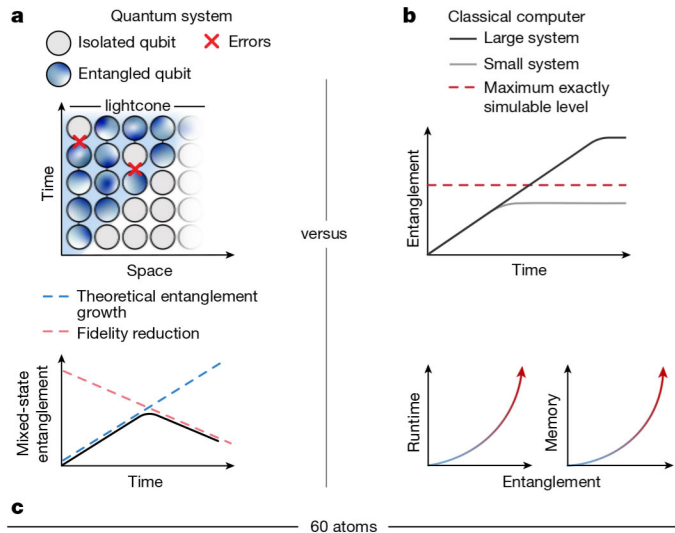 a
Quantum system
Isolated qubit
Errors
Entangled qubit
lightcone
Time
Space
Theoretical entanglement
growth
Fidelity reduction
Mixed-state
entanglement
Time
versus
b
Classical computer
Large system
Small system
Maximum exactly
simulable level
Entanglement
Time
Runtime
Memory
Entanglement
c
60 atoms